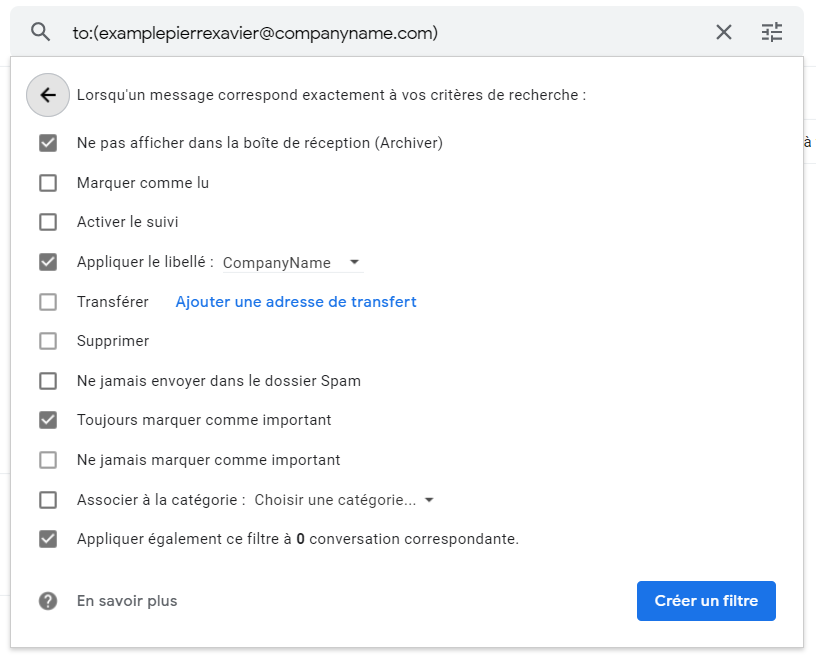 to:(examplepierrexavier@companyname.com)
Lorsqu'un message correspond exactement à vos critères de recherche :
à
Ne pas afficher dans la boîte de réception (Archiver)
Marquer comme lu
Activer le suivi
Appliquer le libellé : CompanyName
Transférer Ajouter une adresse de transfert
Supprimer
Ne jamais envoyer dans le dossier Spam
Toujours marquer comme important
Ne jamais marquer comme important
Associer à la catégorie : Choisir une catégorie...
Appliquer également ce filtre à 0 conversation correspondante.
? En savoir plus
Créer un filtre